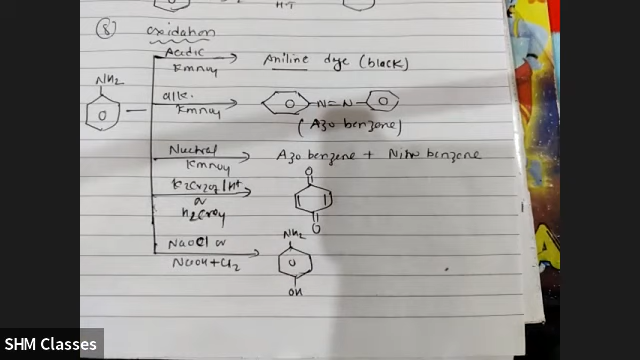 H.T
(8) oxidation
Acidic
KMnO4
Aniline dye (black)
NH2
alk.
KMnO4
N=N
(Azo benzene)
Nuctral
KMnO4
Azo benzene + Nitro benzene
K2Cr2O7/H+
or
H2CrO4
O
O
NaOCl or
NaOH+Cl2
NH2
OH
SHM Classes